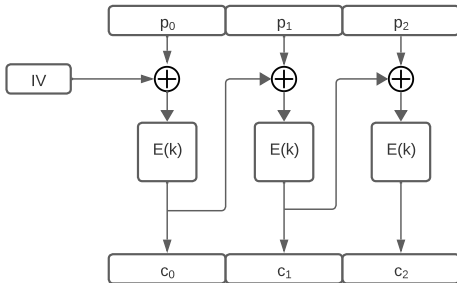 p₀ p₁ p₂
IV
E(k) E(k) E(k)
c₀ c₁ c₂